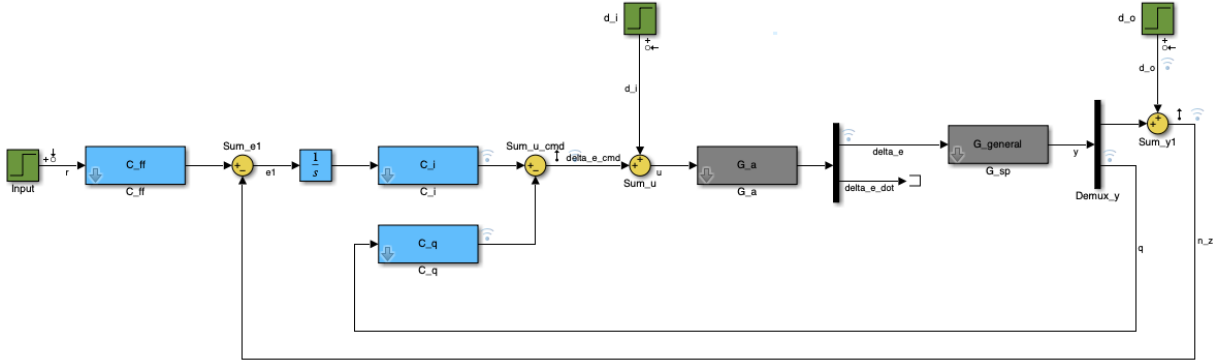 d_i
d_o
d_i
d_o
Sum_e1
Sum_u_cmd
Sum_y1
C_ff
1
s
C_i
delta_e_cmd
G_a
delta_e
G_general
y
Input
r
C_ff
e1
C_i
Sum_u
u
G_a
delta_e_dot
G_sp
Demux_y
C_q
C_q
q
n_z